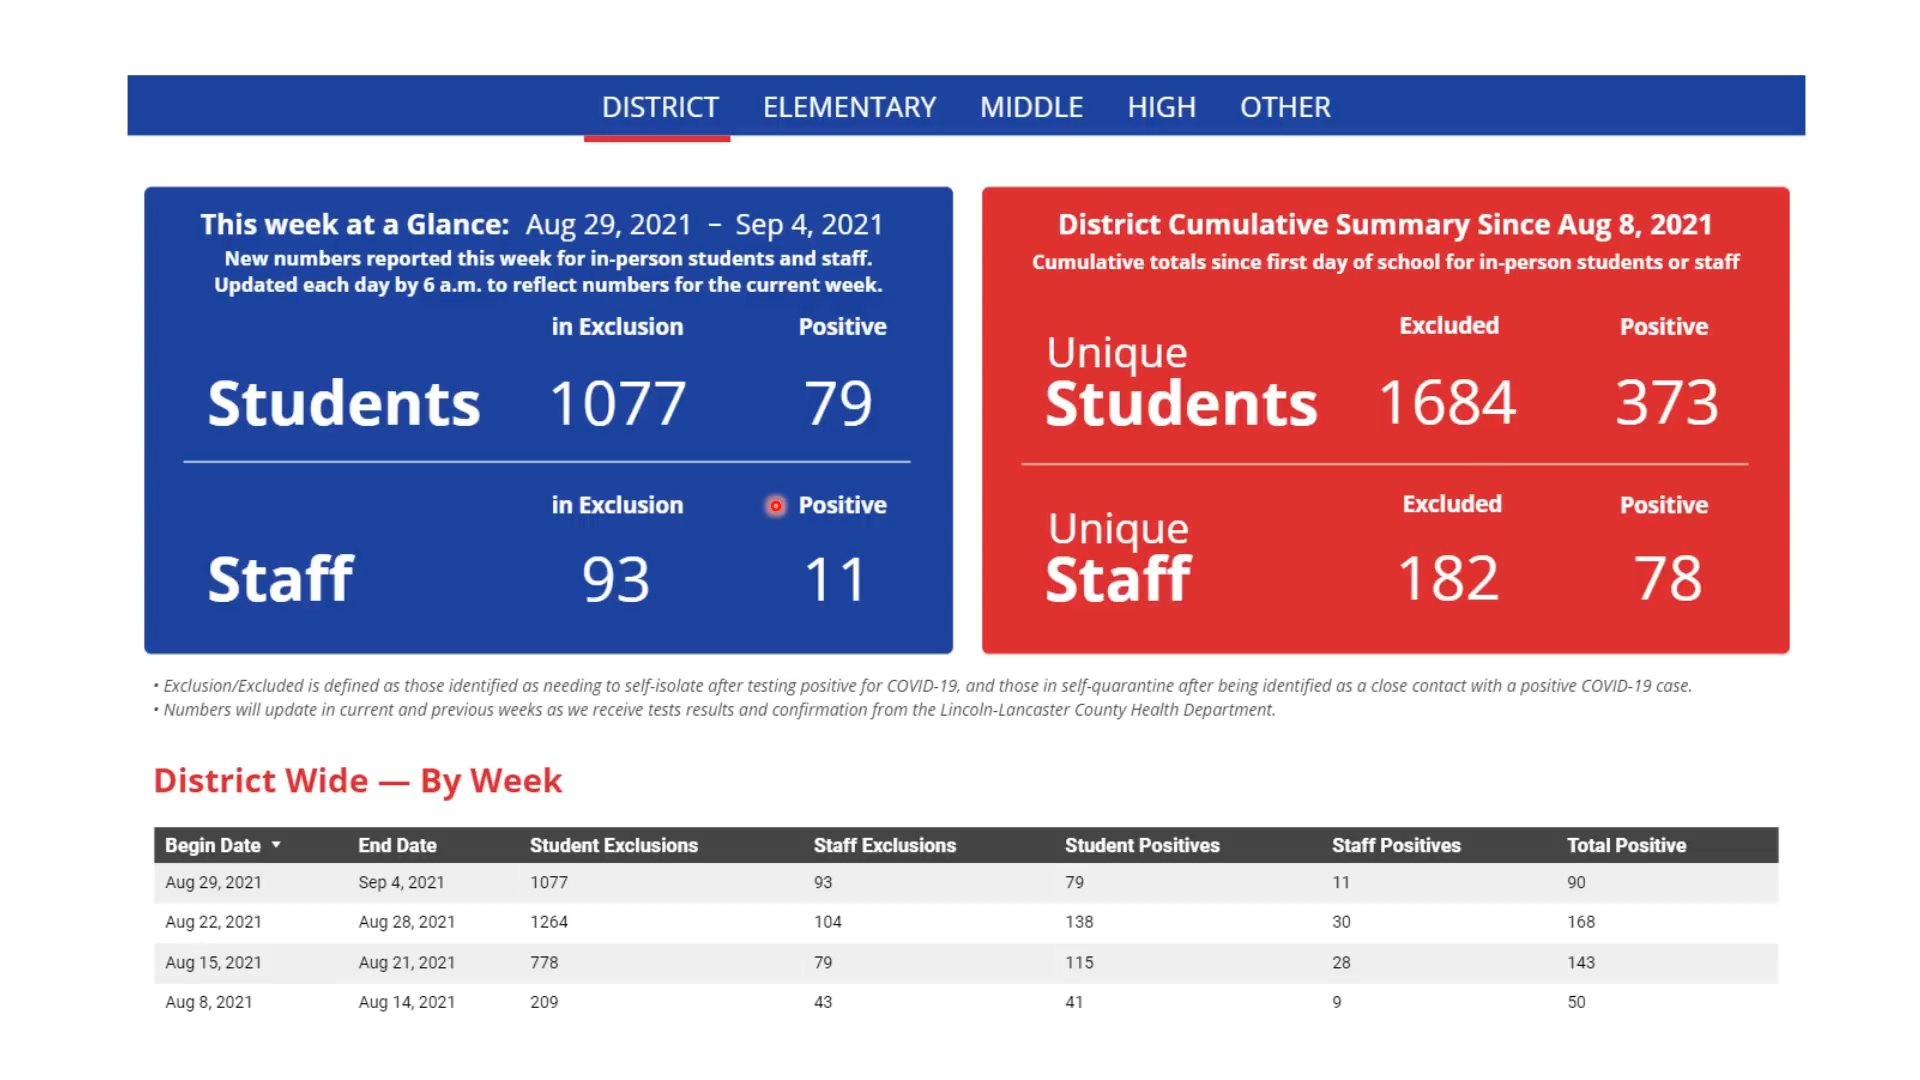 DISTRICT ELEMENTARY MIDDLE HIGH OTHER
This week at a Glance: Aug 29, 2021 – Sep 4, 2021
New numbers reported this week for in-person students and staff.
Updated each day by 6 a.m. to reflect numbers for the current week.
in Exclusion Positive
Students 1077 79
in Exclusion Positive
Staff 93 11
District Cumulative Summary Since Aug 8, 2021
Cumulative totals since first day of school for in-person students or staff
Excluded Positive
Unique
Students 1684 373
Excluded Positive
Unique
Staff 182 78
• Exclusion/Excluded is defined as those identified as needing to self-isolate after testing positive for COVID-19, and those in self-quarantine after being identified as a close contact with a positive COVID-19 case.
• Numbers will update in current and previous weeks as we receive tests results and confirmation from the Lincoln-Lancaster County Health Department.
District Wide — By Week
Begin Date End Date Student Exclusions Staff Exclusions Student Positives Staff Positives Total Positive
Aug 29, 2021 Sep 4, 2021 1077 93 79 11 90
Aug 22, 2021 Aug 28, 2021 1264 104 138 30 168
Aug 15, 2021 Aug 21, 2021 778 79 115 28 143
Aug 8, 2021 Aug 14, 2021 209 43 41 9 50